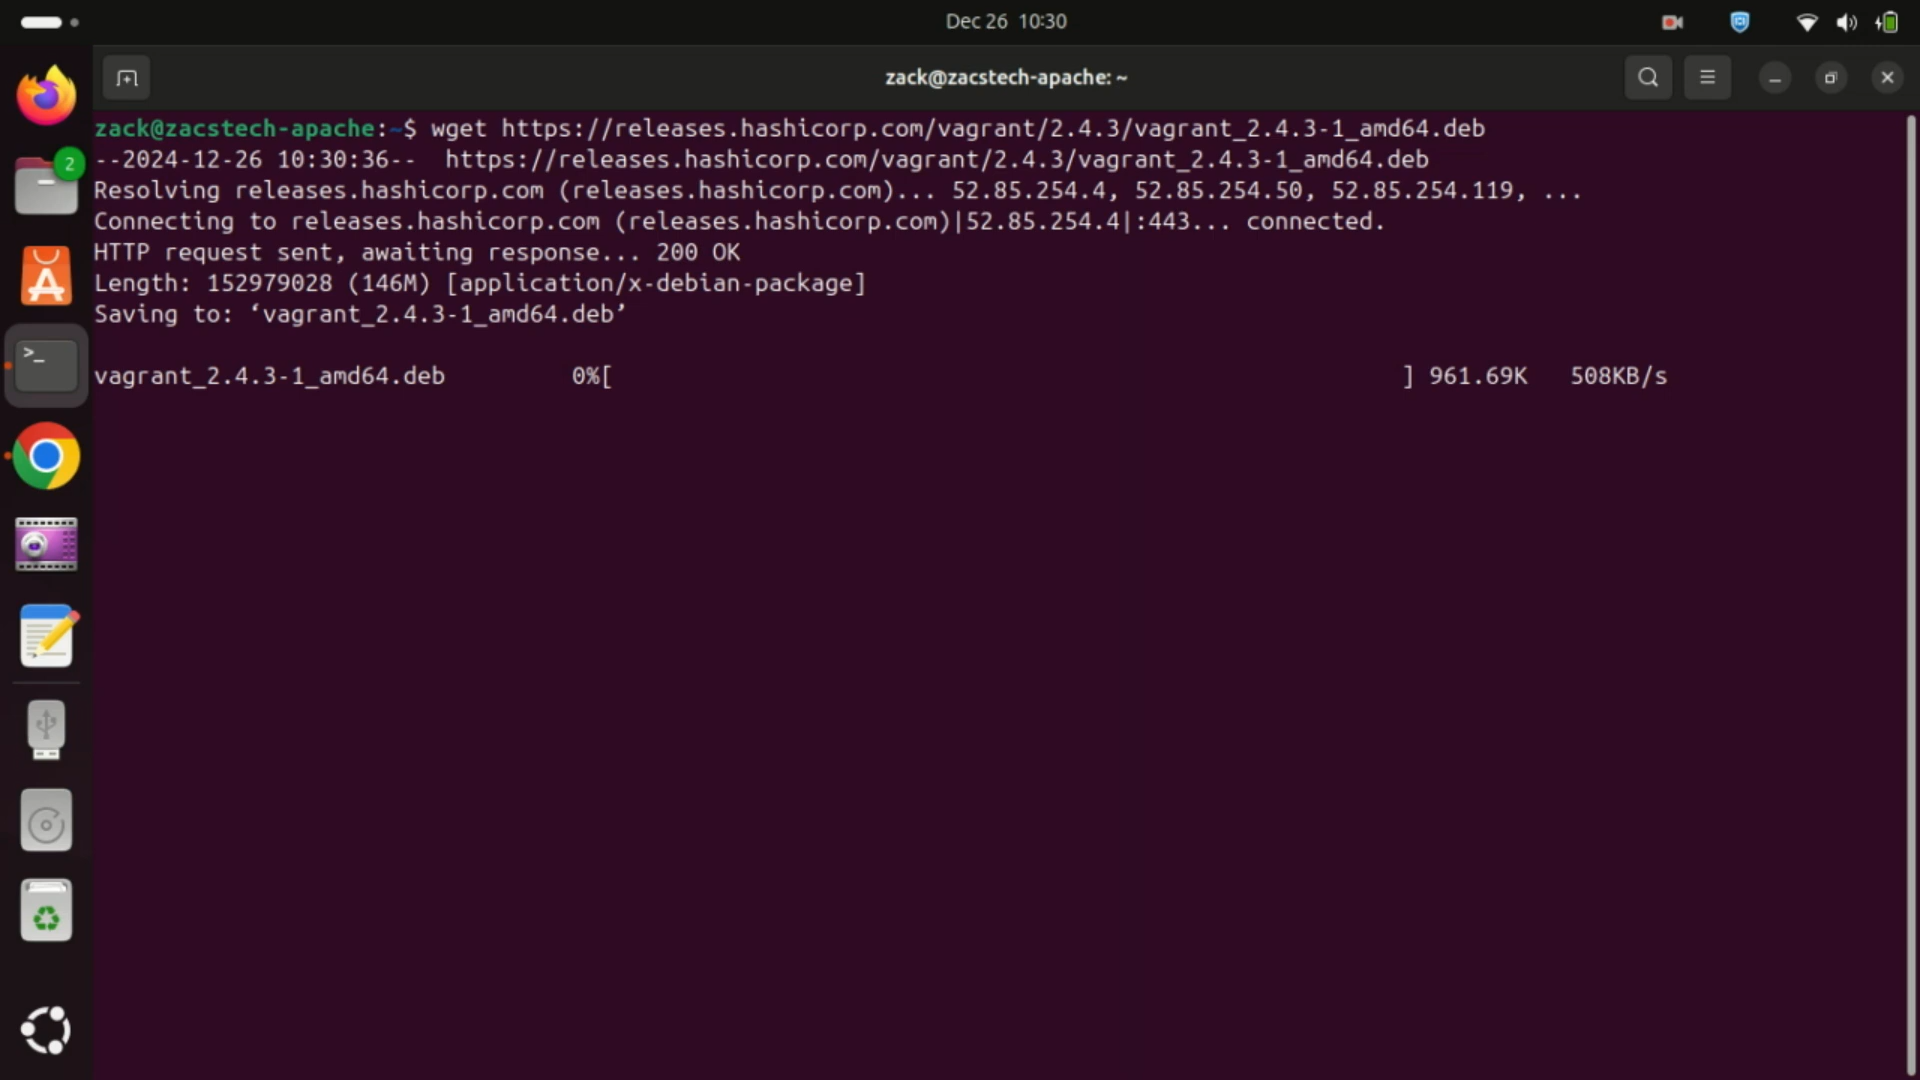 Dec 26 10:30
zack@zacstech-apache: ~
zack@zacstech-apache:~$ wget https://releases.hashicorp.com/vagrant/2.4.3/vagrant_2.4.3-1_amd64.deb
--2024-12-26 10:30:36--  https://releases.hashicorp.com/vagrant/2.4.3/vagrant_2.4.3-1_amd64.deb
Resolving releases.hashicorp.com (releases.hashicorp.com)... 52.85.254.4, 52.85.254.50, 52.85.254.119, ...
Connecting to releases.hashicorp.com (releases.hashicorp.com)|52.85.254.4|:443... connected.
HTTP request sent, awaiting response... 200 OK
Length: 152979028 (146M) [application/x-debian-package]
Saving to: ‘vagrant_2.4.3-1_amd64.deb’
vagrant_2.4.3-1_amd64.deb         0%[                                                         ] 961.69K   508KB/s
2